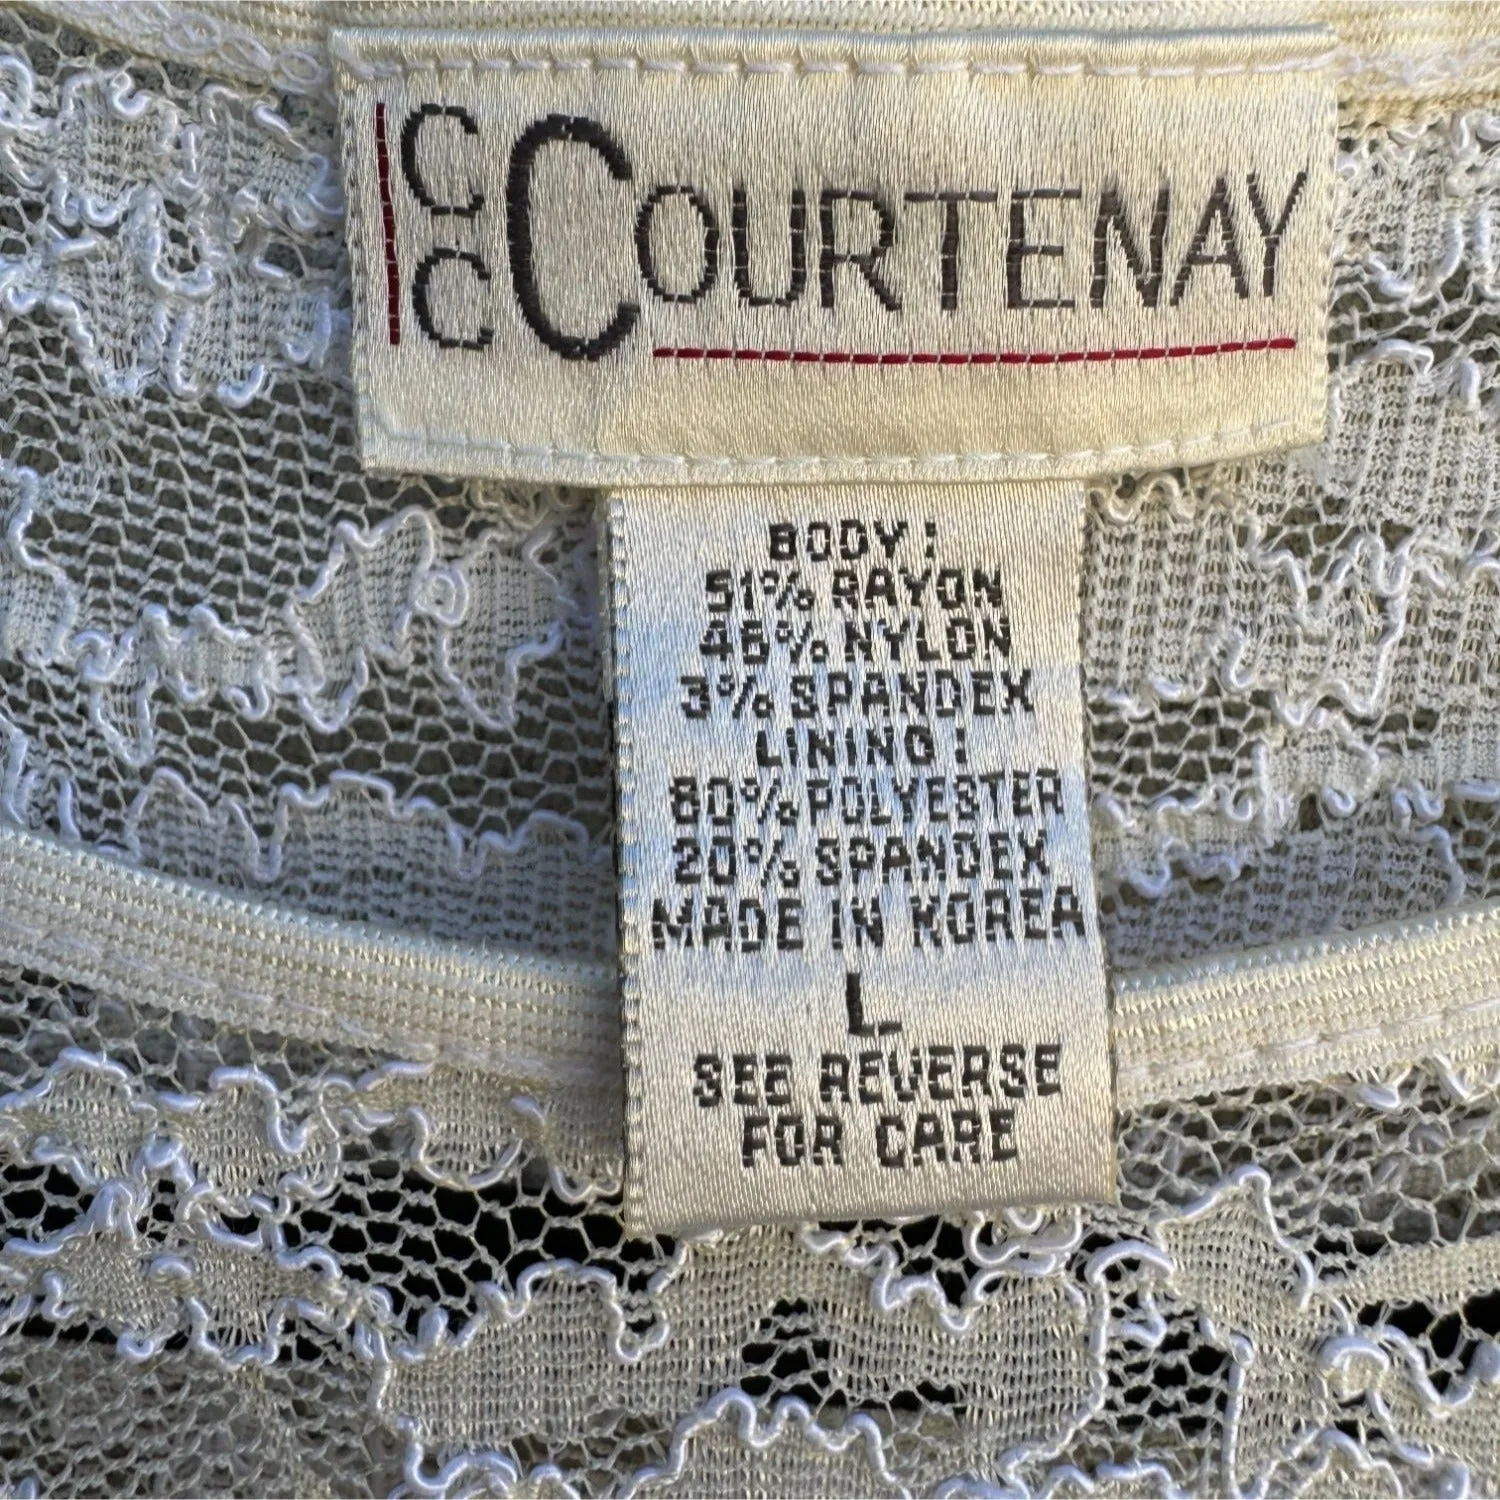 CC COURTENAY
BODY:
51% RAYON
46% NYLON
3% SPANDEX
LINING:
80% POLYESTER
20% SPANDEX
MADE IN KOREA
L
SEE REVERSE
FOR CARE